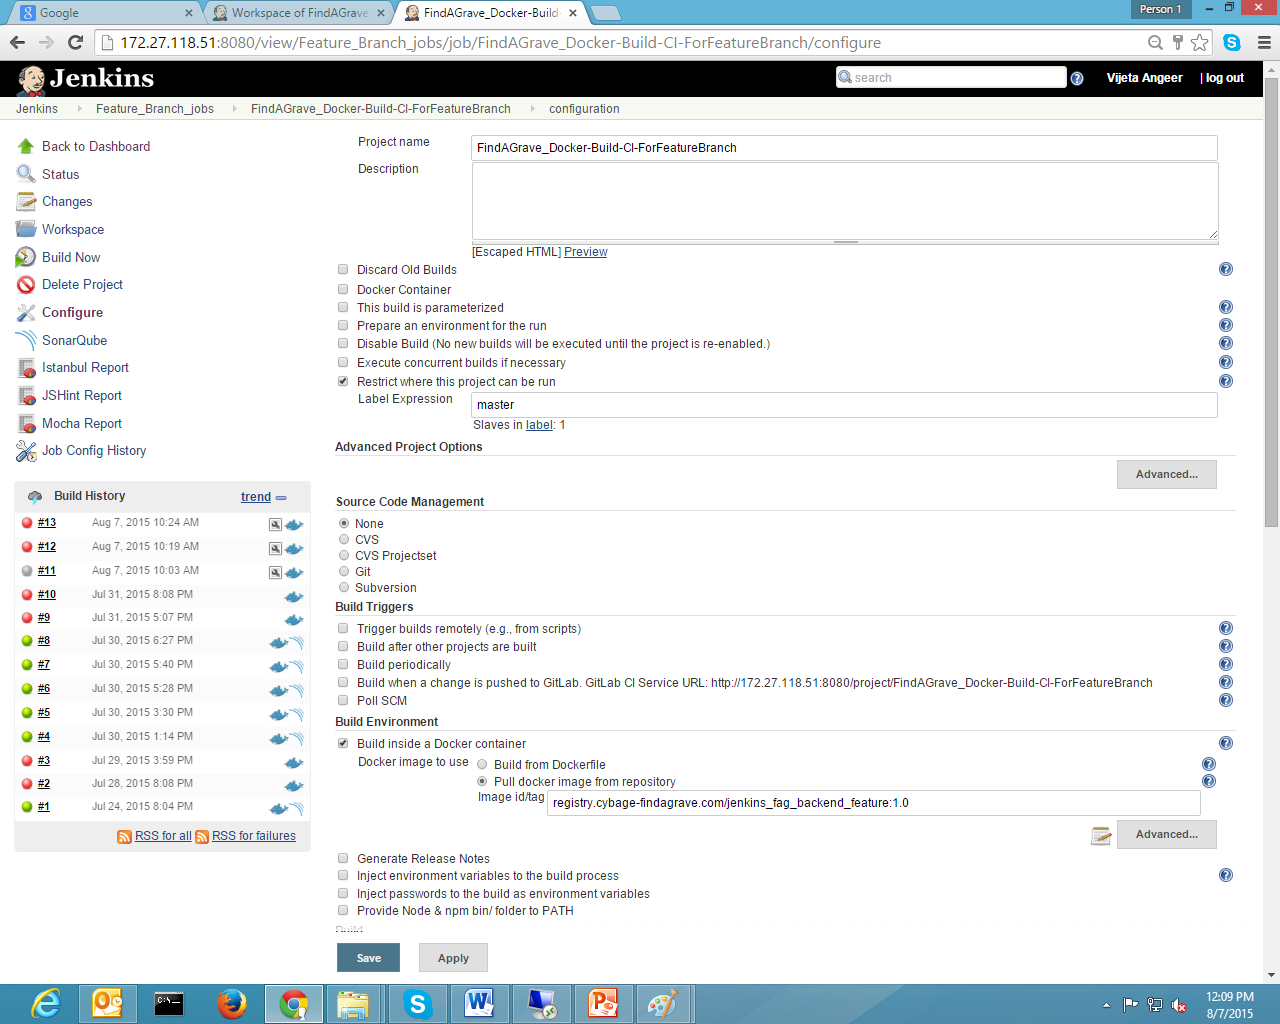 Google
Workspace of FindAGrave
FindAGrave_Docker-Build-
Person 1
172.27.118.51:8080/view/Feature_Branch_jobs/job/FindAGrave_Docker-Build-CI-ForFeatureBranch/configure
Jenkins
search
Vijeta Angeer
| log out
Jenkins
Feature_Branch_jobs
FindAGrave_Docker-Build-CI-ForFeatureBranch
configuration
Back to Dashboard
Status
Changes
Workspace
Build Now
Delete Project
Configure
SonarQube
Istanbul Report
JSHint Report
Mocha Report
Job Config History
Build History trend
#13 Aug 7, 2015 10:24 AM
#12 Aug 7, 2015 10:19 AM
#11 Aug 7, 2015 10:03 AM
#10 Jul 31, 2015 8:08 PM
#9 Jul 31, 2015 5:07 PM
#8 Jul 30, 2015 6:27 PM
#7 Jul 30, 2015 5:40 PM
#6 Jul 30, 2015 5:28 PM
#5 Jul 30, 2015 3:30 PM
#4 Jul 30, 2015 1:14 PM
#3 Jul 29, 2015 3:59 PM
#2 Jul 28, 2015 8:08 PM
#1 Jul 24, 2015 8:04 PM
RSS for all RSS for failures
Project name FindAGrave_Docker-Build-CI-ForFeatureBranch
Description
[Escaped HTML] Preview
Discard Old Builds
Docker Container
This build is parameterized
Prepare an environment for the run
Disable Build (No new builds will be executed until the project is re-enabled.)
Execute concurrent builds if necessary
Restrict where this project can be run
Label Expression master
Slaves in label: 1
Advanced Project Options
Advanced...
Source Code Management
None
CVS
CVS Projectset
Git
Subversion
Build Triggers
Trigger builds remotely (e.g., from scripts)
Build after other projects are built
Build periodically
Build when a change is pushed to GitLab. GitLab CI Service URL: http://172.27.118.51:8080/project/FindAGrave_Docker-Build-CI-ForFeatureBranch
Poll SCM
Build Environment
Build inside a Docker container
Docker image to use Build from Dockerfile
Pull docker image from repository
Image id/tag registry.cybage-findagrave.com/jenkins_fag_backend_feature:1.0
Advanced...
Generate Release Notes
Inject environment variables to the build process
Inject passwords to the build as environment variables
Provide Node & npm bin/ folder to PATH
Build
Save Apply
12:09 PM
8/7/2015